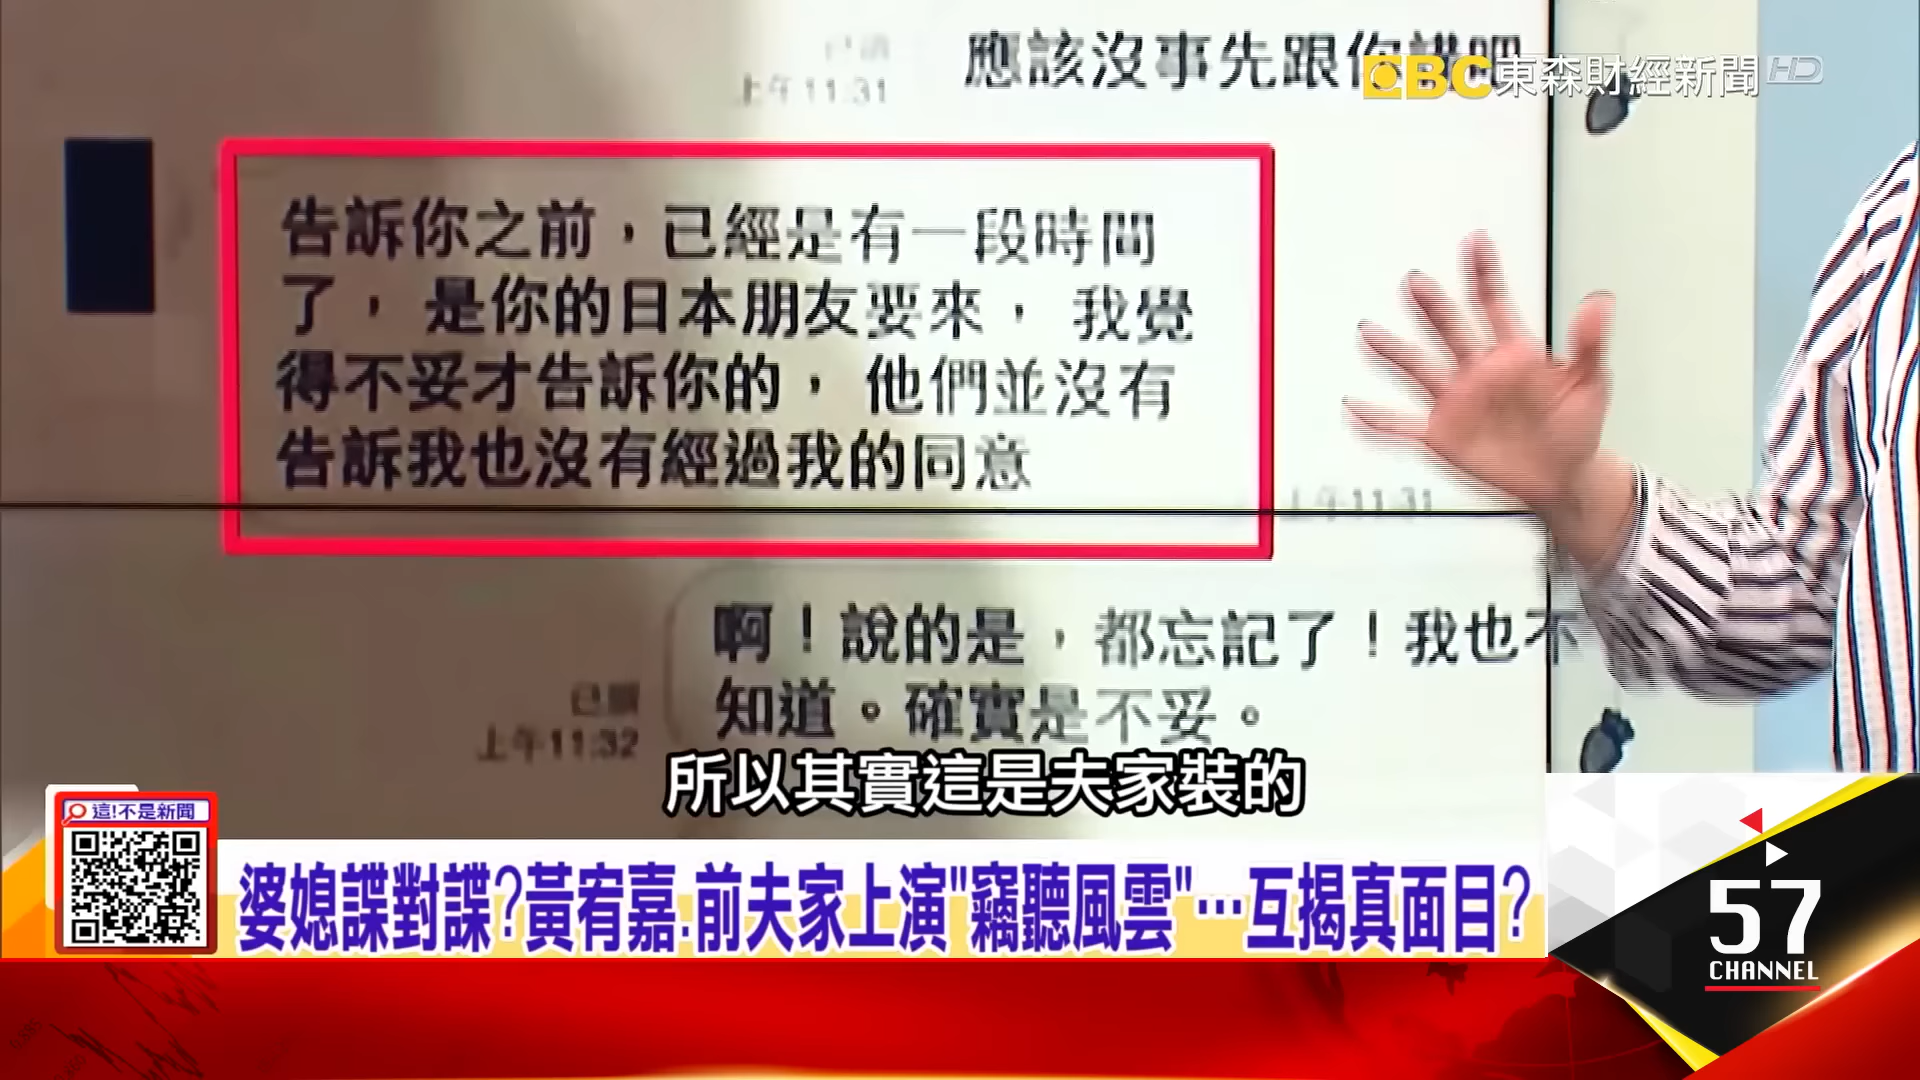 應該沒事先跟你講吧
EBC東森財經新聞HD
上午11:31
告訴你之前，已經是有一段時間
了， 是你的日本朋友要來， 我覺
得不妥才告訴你的， 他們並沒有
告訴我也沒有經過我的同意
上午11:31
啊！說的是，都忘記了！我也不
知道。確實是不妥。
已讀
上午11:32
所以其實這是夫家裝的
這!不是新聞
婆媳諜對諜?黃宥嘉.前夫家上演"竊聽風雲"…互揭真面目?
57
CHANNEL